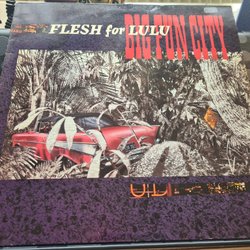 FLESH for LULU
BIG FUN CITY